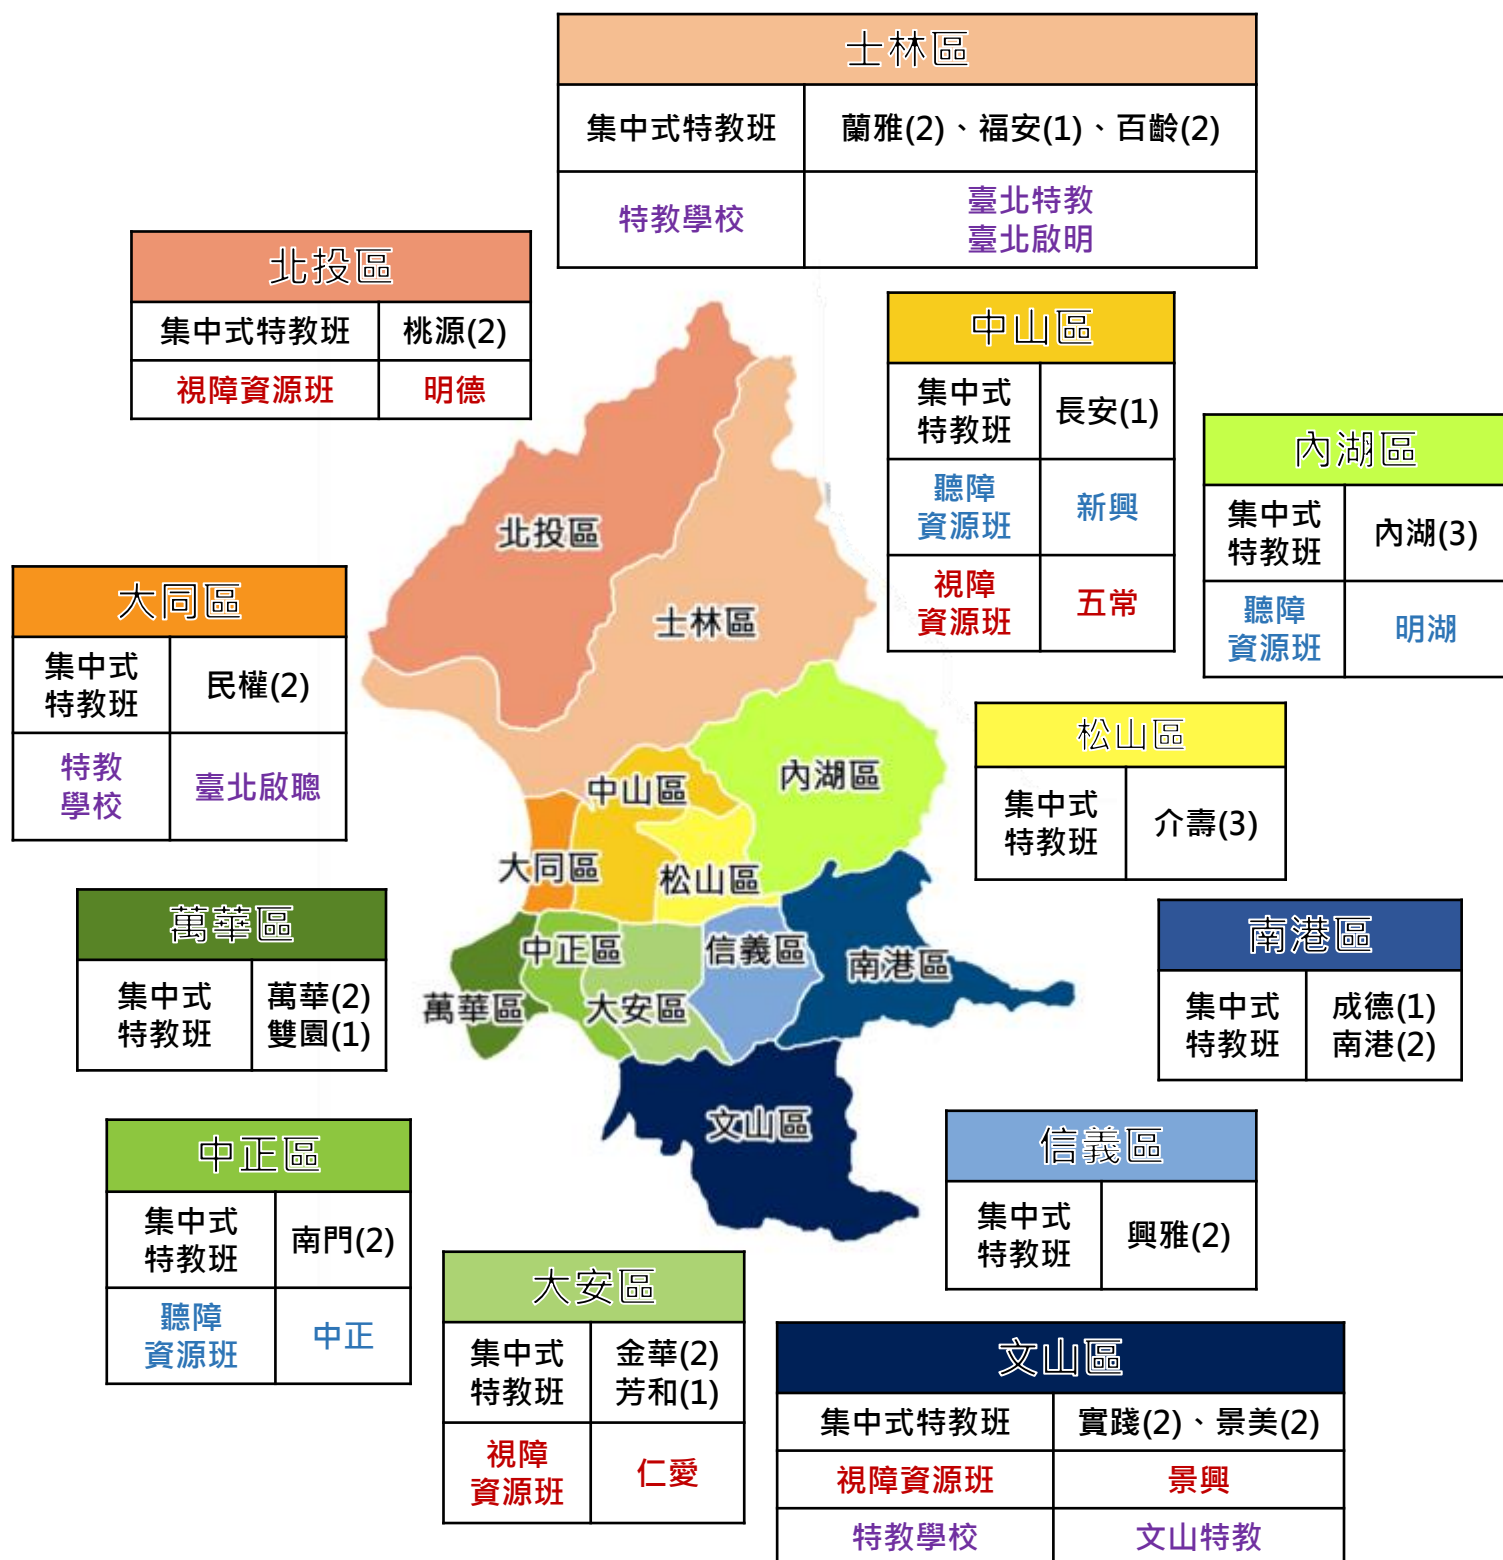 士林區
集中式特教班 蘭雅(2)、福安(1)、百齡(2)
特教學校 臺北特教
臺北啟明
北投區
集中式特教班 桃源(2)
視障資源班 明德
中山區
集中式
特教班 長安(1)
聽障
資源班 新興
視障
資源班 五常
內湖區
集中式
特教班 內湖(3)
聽障
資源班 明湖
大同區
集中式
特教班 民權(2)
特教
學校 臺北啟聰
松山區
集中式
特教班 介壽(3)
北投區
士林區
內湖區
中山區
大同區
松山區
中正區
信義區
南港區
萬華區
大安區
文山區
萬華區
集中式
特教班 萬華(2)
雙園(1)
南港區
集中式
特教班 成德(1)
南港(2)
中正區
集中式
特教班 南門(2)
聽障
資源班 中正
信義區
集中式
特教班 興雅(2)
大安區
集中式
特教班 金華(2)
芳和(1)
視障
資源班 仁愛
文山區
集中式特教班 實踐(2)、景美(2)
視障資源班 景興
特教學校 文山特教